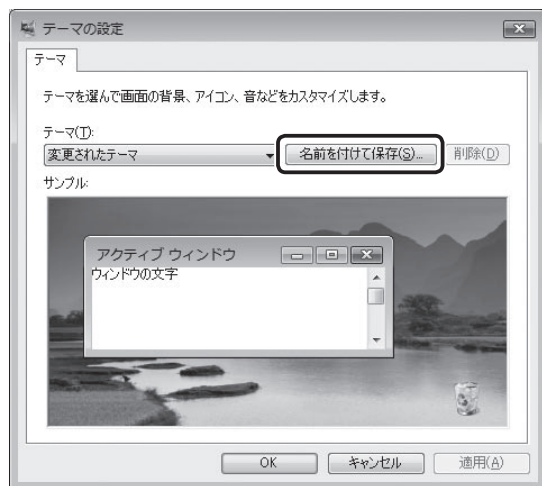 テーマの設定
テーマ
テーマを選んで画面の背景、アイコン、音などをカスタマイズします。
テーマ(T):
変更されたテーマ 名前を付けて保存(S)... 削除(D)
サンプル:
アクティブ ウィンドウ
ウィンドウの文字
OK キャンセル 適用(A)